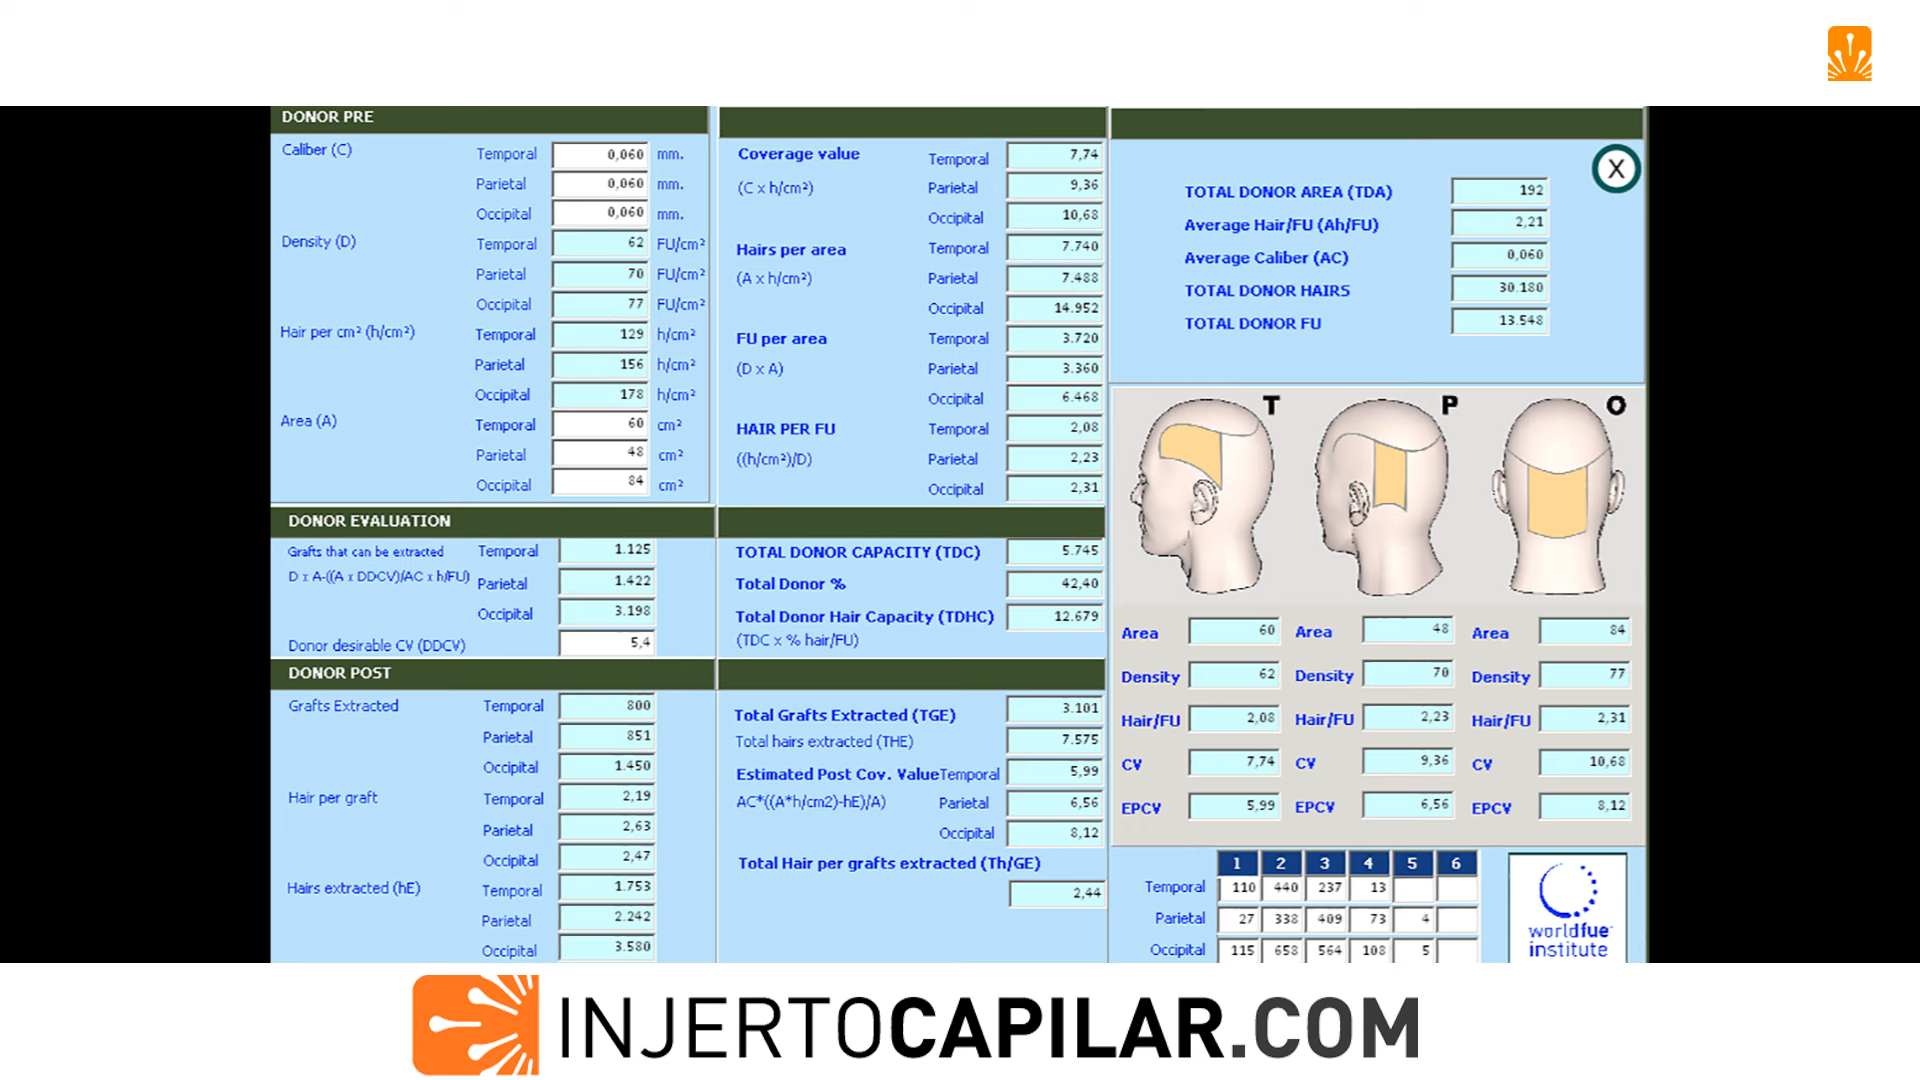 DONOR PRE
Caliber (C) Temporal 0,060 mm.
Parietal 0,060 mm.
Occipital 0,060 mm.
Density (D) Temporal 62 FU/cm²
Parietal 70 FU/cm²
Occipital 77 FU/cm²
Hair per cm² (h/cm²) Temporal 129 h/cm²
Parietal 156 h/cm²
Occipital 178 h/cm²
Area (A) Temporal 60 cm²
Parietal 48 cm²
Occipital 84 cm²
Coverage value Temporal 7,74
(C x h/cm²) Parietal 9,36
Occipital 10,68
Hairs per area Temporal 7.740
(A x h/cm²) Parietal 7.488
Occipital 14.952
FU per area Temporal 3.720
(D x A) Parietal 3.360
Occipital 6.468
HAIR PER FU Temporal 2,08
((h/cm²)/D) Parietal 2,23
Occipital 2,31
X
TOTAL DONOR AREA (TDA) 192
Average Hair/FU (Ah/FU) 2,21
Average Caliber (AC) 0,060
TOTAL DONOR HAIRS 30.180
TOTAL DONOR FU 13.548
DONOR EVALUATION
Grafts that can be extracted Temporal 1.125
D x A-((A x DDCV)/AC x h/FU) Parietal 1.422
Occipital 3.198
Donor desirable CV (DDCV) 5,4
TOTAL DONOR CAPACITY (TDC) 5.745
Total Donor % 42,40
Total Donor Hair Capacity (TDHC) 12.679
(TDC x % hair/FU)
DONOR POST
Grafts Extracted Temporal 800
Parietal 851
Occipital 1.450
Hair per graft Temporal 2,19
Parietal 2,63
Occipital 2,47
Hairs extracted (hE) Temporal 1.753
Parietal 2.242
Occipital 3.580
Total Grafts Extracted (TGE) 3.101
Total hairs extracted (THE) 7.575
Estimated Post Cov. Value Temporal 5,99
AC*((A*h/cm2)-hE)/A) Parietal 6,56
Occipital 8,12
Total Hair per grafts extracted (Th/GE)
2,44
T P O
Area 60 Area 48 Area 84
Density 62 Density 70 Density 77
Hair/FU 2,08 Hair/FU 2,23 Hair/FU 2,31
CV 7,74 CV 9,36 CV 10,68
EPCV 5,99 EPCV 6,56 EPCV 8,12
1 2 3 4 5 6
Temporal 110 440 237 13
Parietal 27 338 409 73 4
Occipital 115 658 564 108 5
worldfue
institute
INJERTOCAPILAR.COM